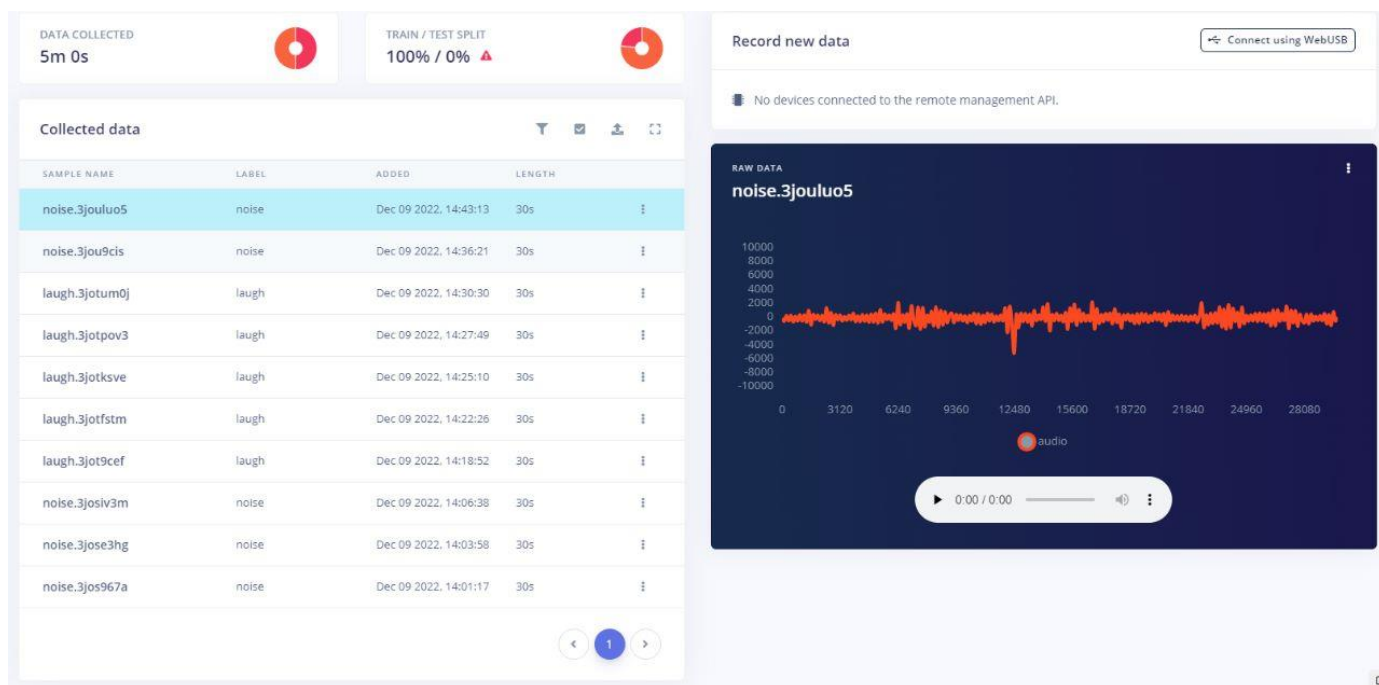 DATA COLLECTED
5m 0s
TRAIN / TEST SPLIT
100% / 0%
Collected data
SAMPLE NAME LABEL ADDED LENGTH
noise.3jouluo5 noise Dec 09 2022, 14:43:13 30s
noise.3jou9cis noise Dec 09 2022, 14:36:21 30s
laugh.3jotum0j laugh Dec 09 2022, 14:30:30 30s
laugh.3jotpov3 laugh Dec 09 2022, 14:27:49 30s
laugh.3jotksve laugh Dec 09 2022, 14:25:10 30s
laugh.3jotfstm laugh Dec 09 2022, 14:22:26 30s
laugh.3jot9cef laugh Dec 09 2022, 14:18:52 30s
noise.3josiv3m noise Dec 09 2022, 14:06:38 30s
noise.3jose3hg noise Dec 09 2022, 14:03:58 30s
noise.3jos967a noise Dec 09 2022, 14:01:17 30s
1
Record new data
Connect using WebUSB
No devices connected to the remote management API.
RAW DATA
noise.3jouluo5
10000
8000
6000
4000
2000
0
-2000
-4000
-6000
-8000
-10000
0 3120 6240 9360 12480 15600 18720 21840 24960 28080
audio
0:00 / 0:00